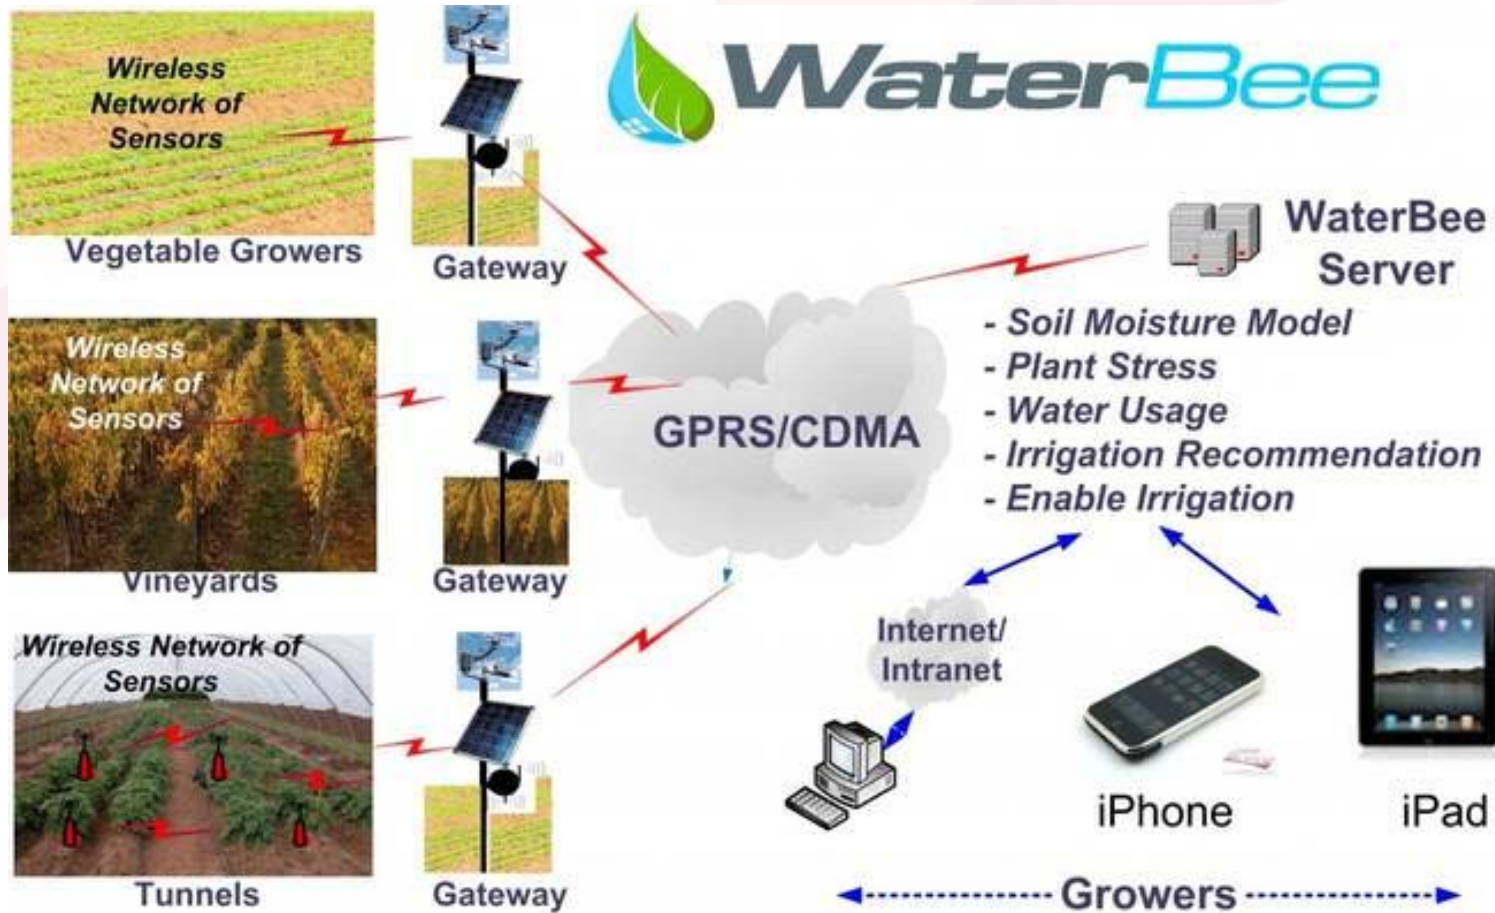 Wireless
Network of
Sensors
Vegetable Growers
Gateway
WaterBee
WaterBee
Server
- Soil Moisture Model
- Plant Stress
- Water Usage
- Irrigation Recommendation
- Enable Irrigation
GPRS/CDMA
Wireless
Network of
Sensors
Vineyards
Gateway
Wireless Network of
Sensors
Tunnels
Gateway
Internet/
Intranet
iPhone
iPad
Growers